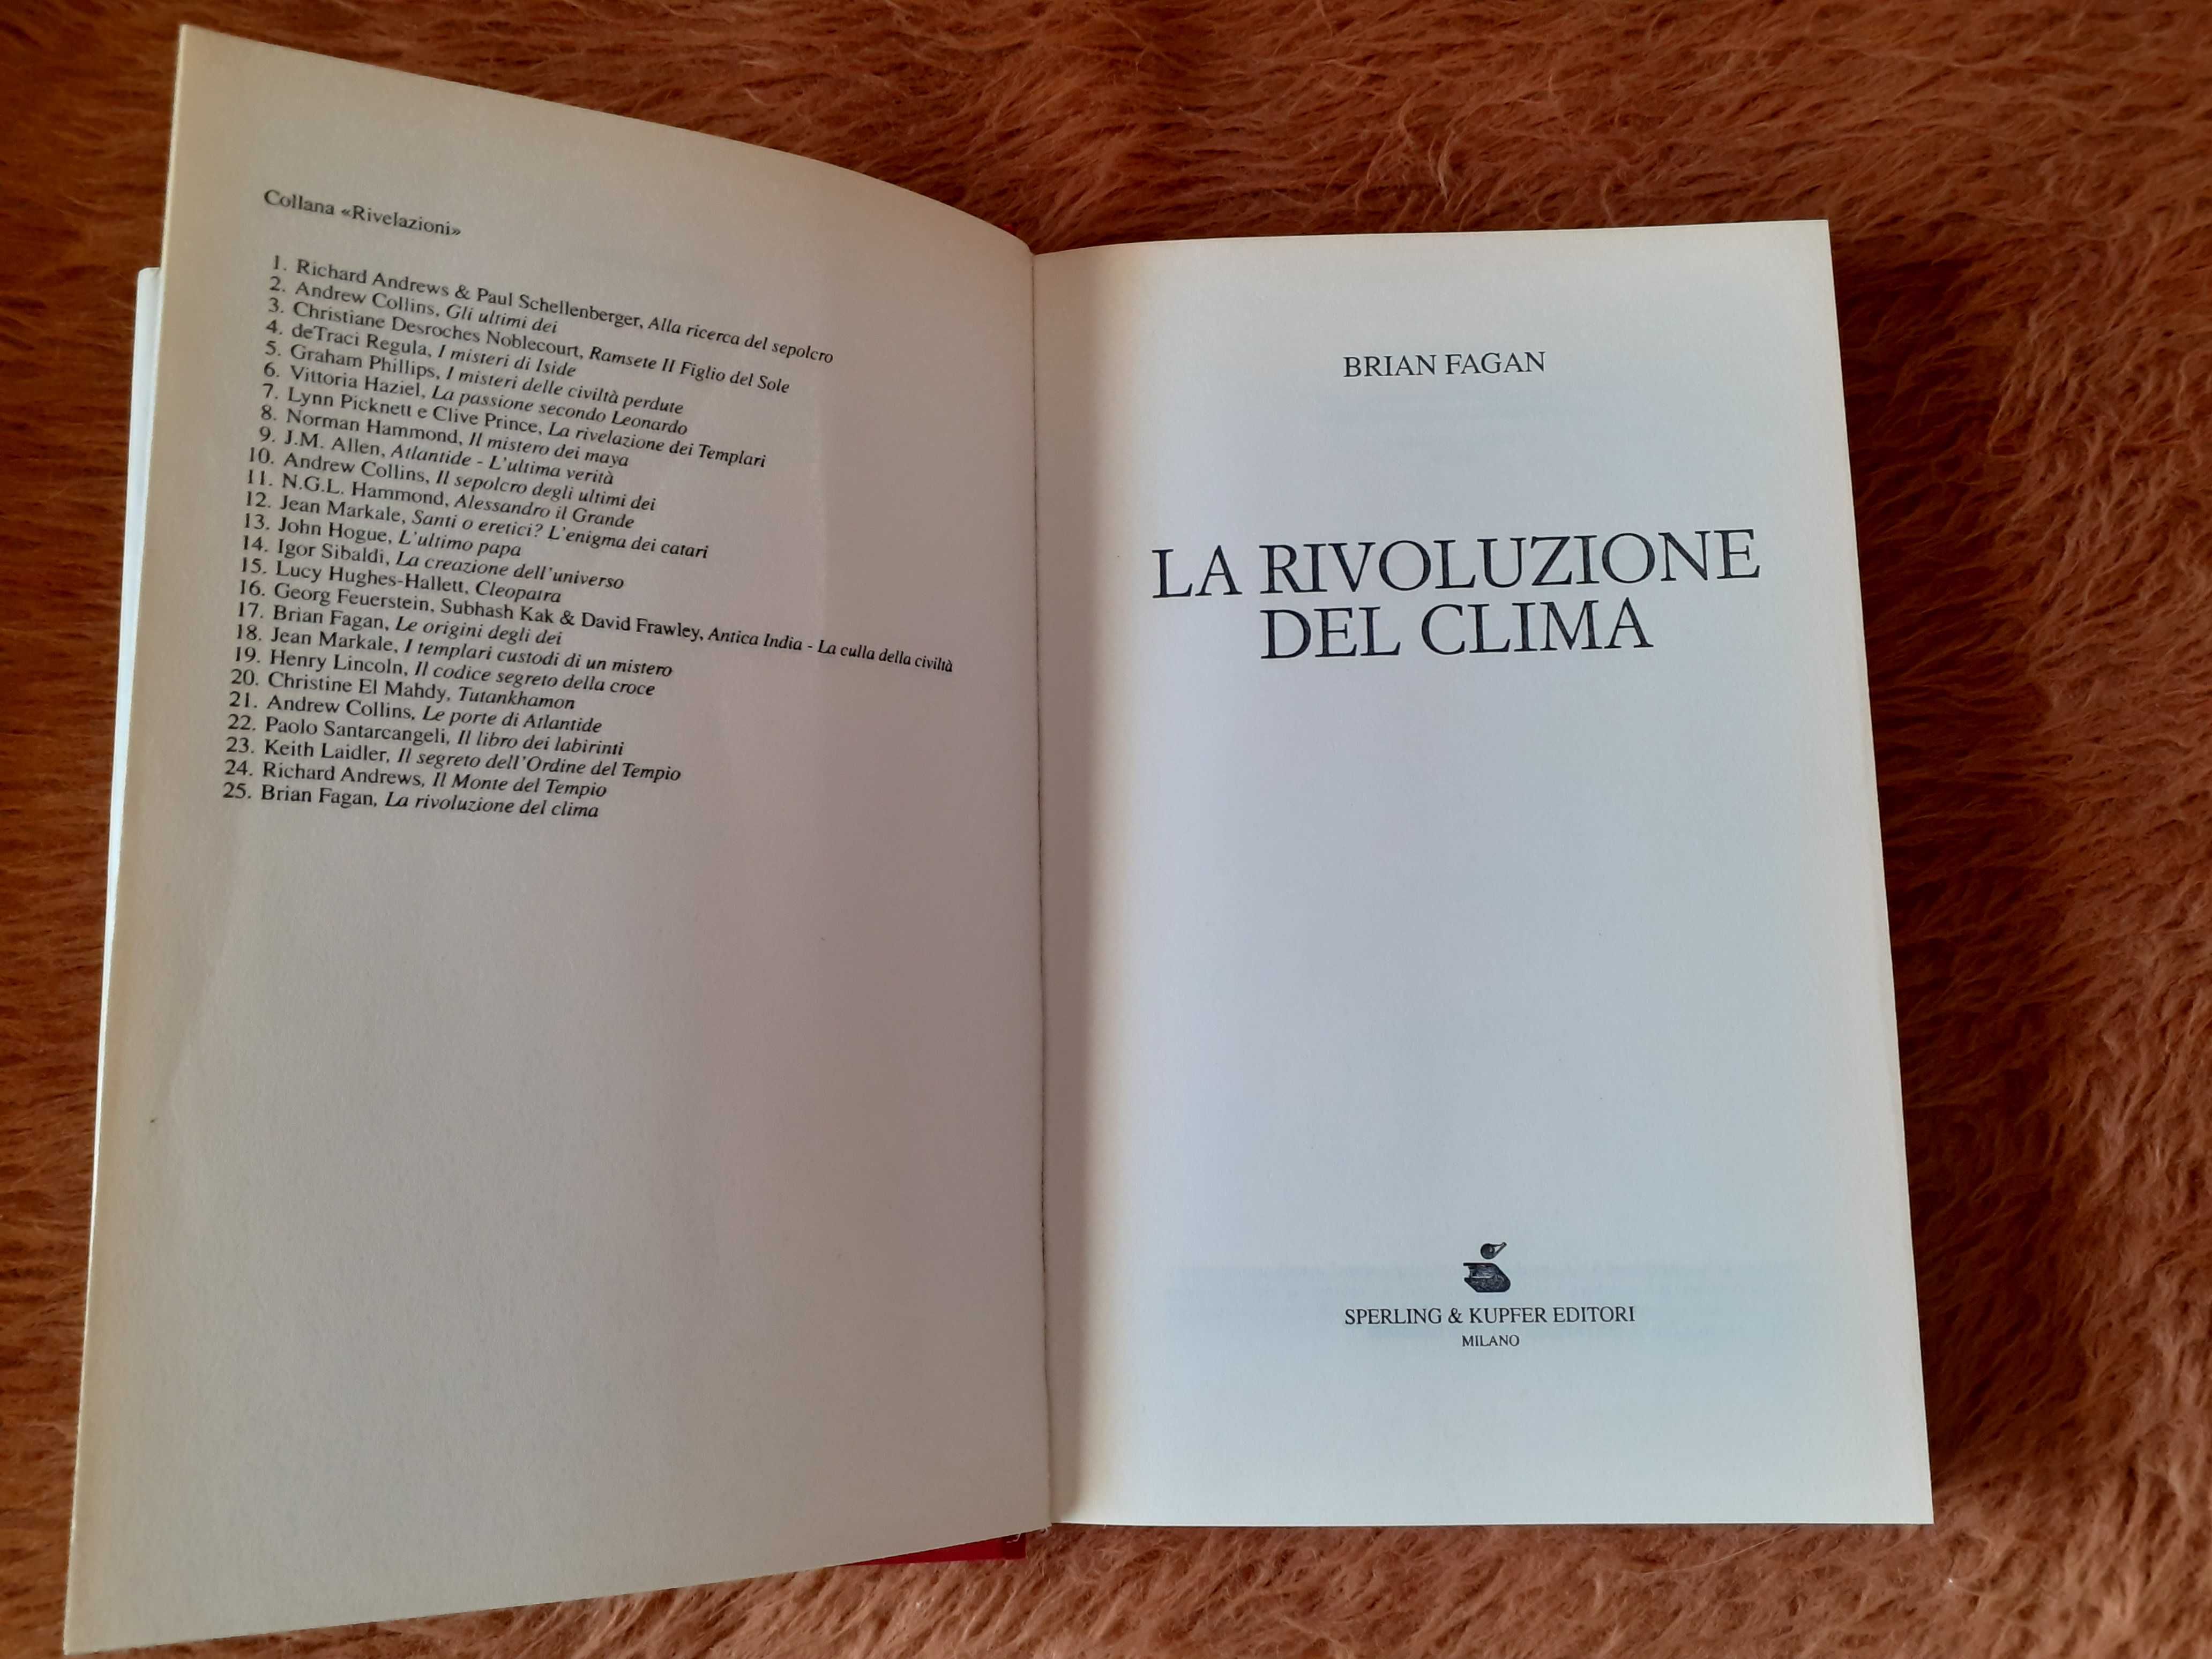 Collana «Rivelazioni»
1. Richard Andrews & Paul Schellenberger, Alla ricerca del sepolcro
2. Andrew Collins, Gli ultimi dei
3. Christiane Desroches Noblecourt, Ramsete II Figlio del Sole
4. deTraci Regula, I misteri di Iside
5. Graham Phillips, I misteri delle civiltà perdute
6. Vittoria Haziel, La passione secondo Leonardo
7. Lynn Picknett e Clive Prince, La rivelazione dei Templari
8. Norman Hammond, Il mistero dei maya
9. J.M. Allen, Atlantide - L'ultima verità
10. Andrew Collins, Il sepolcro degli ultimi dei
11. N.G.L. Hammond, Alessandro il Grande
12. Jean Markale, Santi o eretici? L'enigma dei catari
13. John Hogue, L'ultimo papa
14. Igor Sibaldi, La creazione dell'universo
15. Lucy Hughes-Hallett, Cleopatra
16. Georg Feuerstein, Subhash Kak & David Frawley, Antica India - La culla della civiltà
17. Brian Fagan, Le origini degli dei
18. Jean Markale, I templari custodi di un mistero
19. Henry Lincoln, Il codice segreto della croce
20. Christine El Mahdy, Tutankhamon
21. Andrew Collins, Le porte di Atlantide
22. Paolo Santarcangeli, Il libro dei labirinti
23. Keith Laidler, Il segreto dell'Ordine del Tempio
24. Richard Andrews, Il Monte del Tempio
25. Brian Fagan, La rivoluzione del clima
BRIAN FAGAN
LA RIVOLUZIONE
DEL CLIMA
SPERLING & KUPFER EDITORI
MILANO